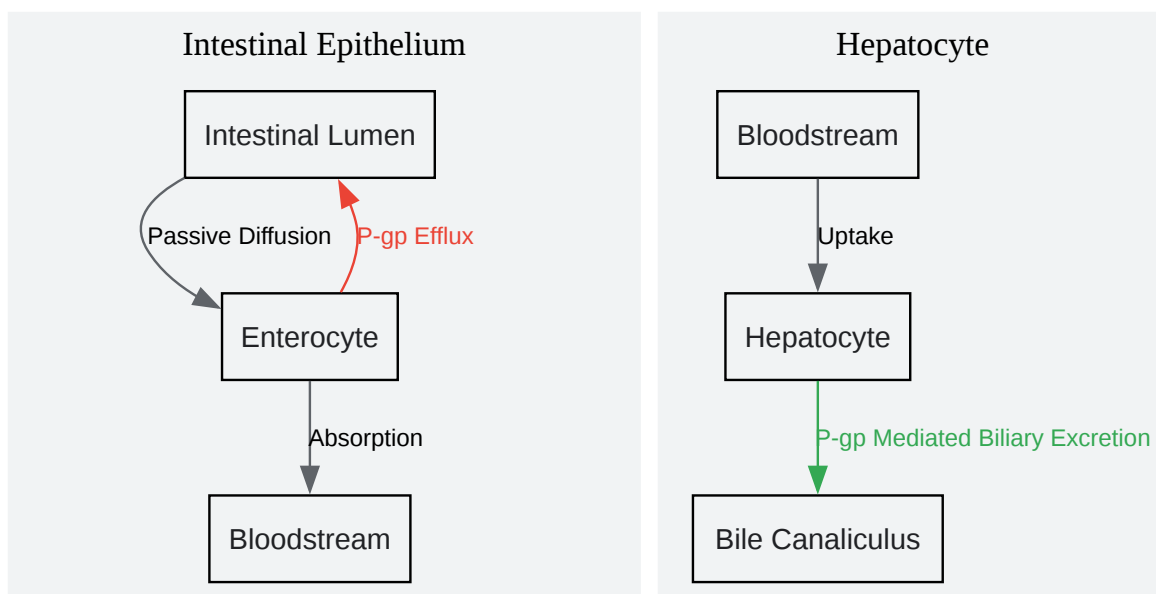 Intestinal Epithelium
Intestinal Lumen
Passive Diffusion
P-gp Efflux
Enterocyte
Absorption
Bloodstream
Hepatocyte
Bloodstream
Uptake
Hepatocyte
P-gp Mediated Biliary Excretion
Bile Canaliculus